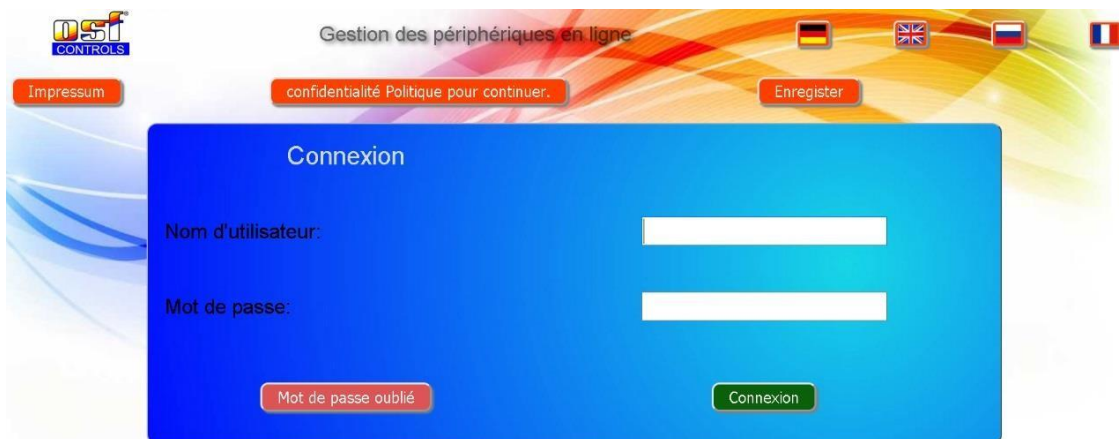 osf
CONTROLS
Gestion des périphériques en ligne
Impressum
confidentialité Politique pour continuer.
Enregister
Connexion
Nom d'utilisateur:
Mot de passe:
Mot de passe oublié
Connexion